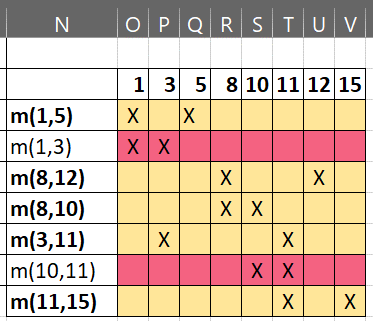 N O P Q R S T U V
1 3 5 8 10 11 12 15
m(1,5) X X
m(1,3) X X
m(8,12) X X
m(8,10) X X
m(3,11) X X
m(10,11) X X
m(11,15) X X